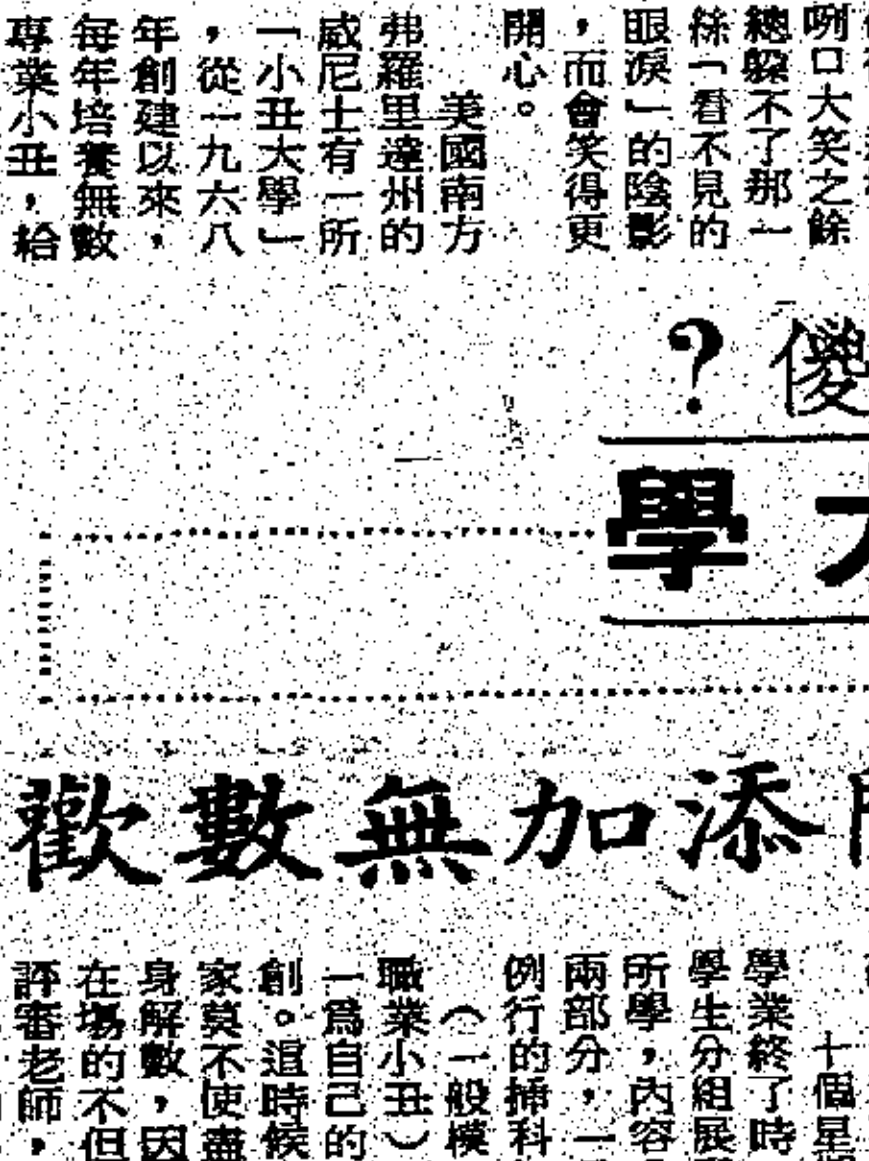 咧口大笑之餘
總躱不了那一
絲「看不見的
眼淚」的陰影
，而會笑得更
開心。
美國南方
弗羅里達州的
威尼士有一所
「小丑大學」
，從一九六八
年創建以來，
每年培養無數
專業小丑，給
傻？
大學
添加無數歡
十個星
學業終了時
學生分組展
所學，內容
兩部分，一
例行的插科
（一般模
職業小丑）
一爲自己的
創。這時候
家莫不使盡
身解數，因
在場的不但
評審老師，